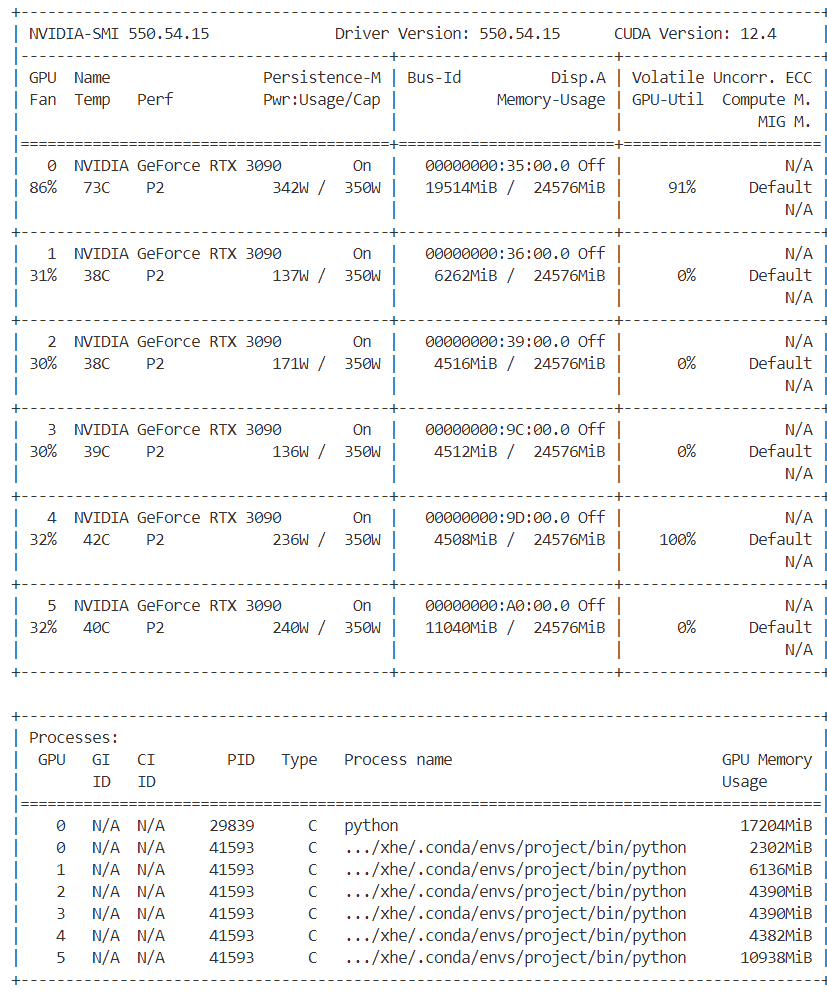 +-----------------------------------------------------------------------------------------+
| NVIDIA-SMI 550.54.15              Driver Version: 550.54.15      CUDA Version: 12.4     |
|-----------------------------------------+------------------------+----------------------+
| GPU  Name                 Persistence-M | Bus-Id          Disp.A | Volatile Uncorr. ECC |
| Fan  Temp   Perf          Pwr:Usage/Cap |           Memory-Usage | GPU-Util  Compute M. |
|                                         |                        |               MIG M. |
|=========================================+========================+======================|
|   0  NVIDIA GeForce RTX 3090        On  |   00000000:35:00.0 Off |                  N/A |
| 86%   73C    P2            342W /  350W |   19514MiB /  24576MiB |     91%      Default |
|                                         |                        |                  N/A |
+-----------------------------------------+------------------------+----------------------+
|   1  NVIDIA GeForce RTX 3090        On  |   00000000:36:00.0 Off |                  N/A |
| 31%   38C    P2            137W /  350W |    6262MiB /  24576MiB |      0%      Default |
|                                         |                        |                  N/A |
+-----------------------------------------+------------------------+----------------------+
|   2  NVIDIA GeForce RTX 3090        On  |   00000000:39:00.0 Off |                  N/A |
| 30%   38C    P2            171W /  350W |    4516MiB /  24576MiB |      0%      Default |
|                                         |                        |                  N/A |
+-----------------------------------------+------------------------+----------------------+
|   3  NVIDIA GeForce RTX 3090        On  |   00000000:9C:00.0 Off |                  N/A |
| 30%   39C    P2            136W /  350W |    4512MiB /  24576MiB |      0%      Default |
|                                         |                        |                  N/A |
+-----------------------------------------+------------------------+----------------------+
|   4  NVIDIA GeForce RTX 3090        On  |   00000000:9D:00.0 Off |                  N/A |
| 32%   42C    P2            236W /  350W |    4508MiB /  24576MiB |    100%      Default |
|                                         |                        |                  N/A |
+-----------------------------------------+------------------------+----------------------+
|   5  NVIDIA GeForce RTX 3090        On  |   00000000:A0:00.0 Off |                  N/A |
| 32%   40C    P2            240W /  350W |   11040MiB /  24576MiB |      0%      Default |
|                                         |                        |                  N/A |
+-----------------------------------------+------------------------+----------------------+

+-----------------------------------------------------------------------------------------+
| Processes:                                                                              |
|  GPU   GI   CI        PID   Type   Process name                              GPU Memory |
|        ID   ID                                                               Usage      |
|=========================================================================================|
|    0   N/A  N/A     29839      C   python                                      17204MiB |
|    0   N/A  N/A     41593      C   .../xhe/.conda/envs/project/bin/python       2302MiB |
|    1   N/A  N/A     41593      C   .../xhe/.conda/envs/project/bin/python       6136MiB |
|    2   N/A  N/A     41593      C   .../xhe/.conda/envs/project/bin/python       4390MiB |
|    3   N/A  N/A     41593      C   .../xhe/.conda/envs/project/bin/python       4390MiB |
|    4   N/A  N/A     41593      C   .../xhe/.conda/envs/project/bin/python       4382MiB |
|    5   N/A  N/A     41593      C   .../xhe/.conda/envs/project/bin/python      10938MiB |
+-----------------------------------------------------------------------------------------+